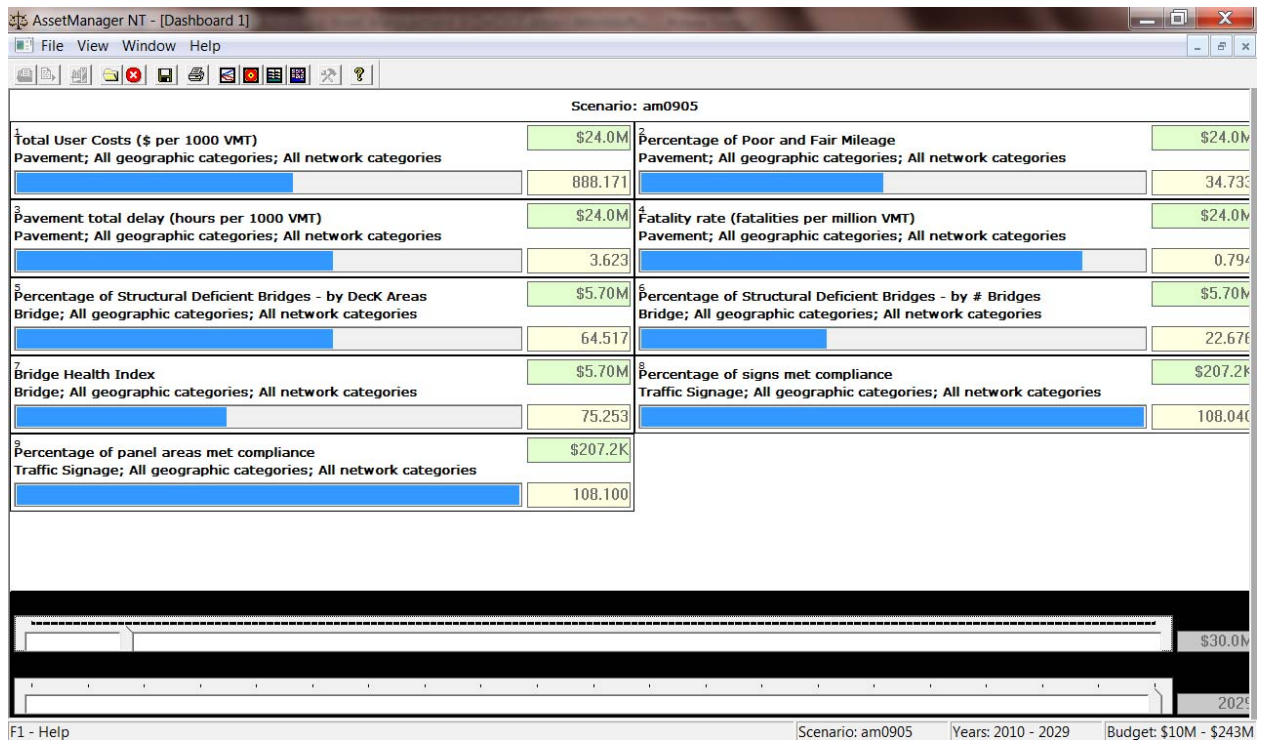 AssetManager NT - [Dashboard 1]
File View Window Help
Scenario: am0905
1
Total User Costs ($ per 1000 VMT)
$24.0M
Pavement; All geographic categories; All network categories
888.171
2
Percentage of Poor and Fair Mileage
$24.0M
Pavement; All geographic categories; All network categories
34.733
3
Pavement total delay (hours per 1000 VMT)
$24.0M
Pavement; All geographic categories; All network categories
3.623
4
Fatality rate (fatalities per million VMT)
$24.0M
Pavement; All geographic categories; All network categories
0.794
5
Percentage of Structural Deficient Bridges - by DecK Areas
$5.70M
Bridge; All geographic categories; All network categories
64.517
6
Percentage of Structural Deficient Bridges - by # Bridges
$5.70M
Bridge; All geographic categories; All network categories
22.676
7
Bridge Health Index
$5.70M
Bridge; All geographic categories; All network categories
75.253
8
Percentage of signs met compliance
$207.2K
Traffic Signage; All geographic categories; All network categories
108.040
9
Percentage of panel areas met compliance
$207.2K
Traffic Signage; All geographic categories; All network categories
108.100
$30.0M
2029
F1 - Help
Scenario: am0905
Years: 2010 - 2029
Budget: $10M - $243M